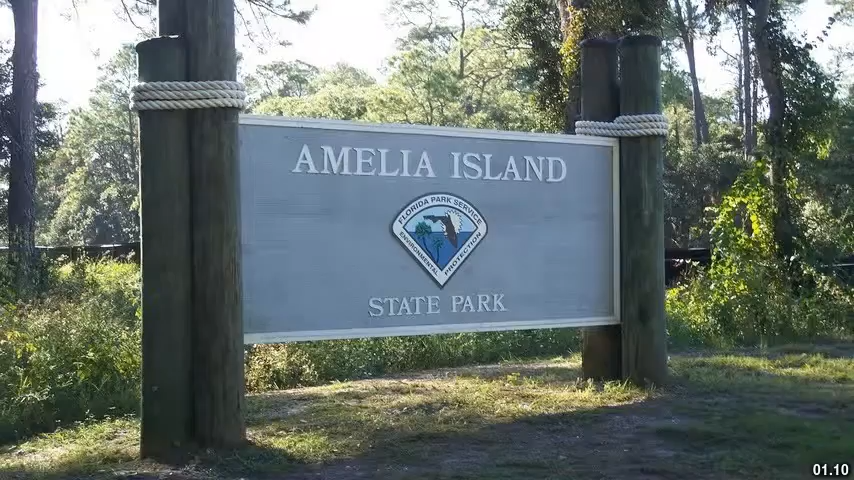 AMELIA ISLAND
FLORIDA PARK SERVICE
ENVIRONMENTAL PROTECTION
STATE PARK
01.10